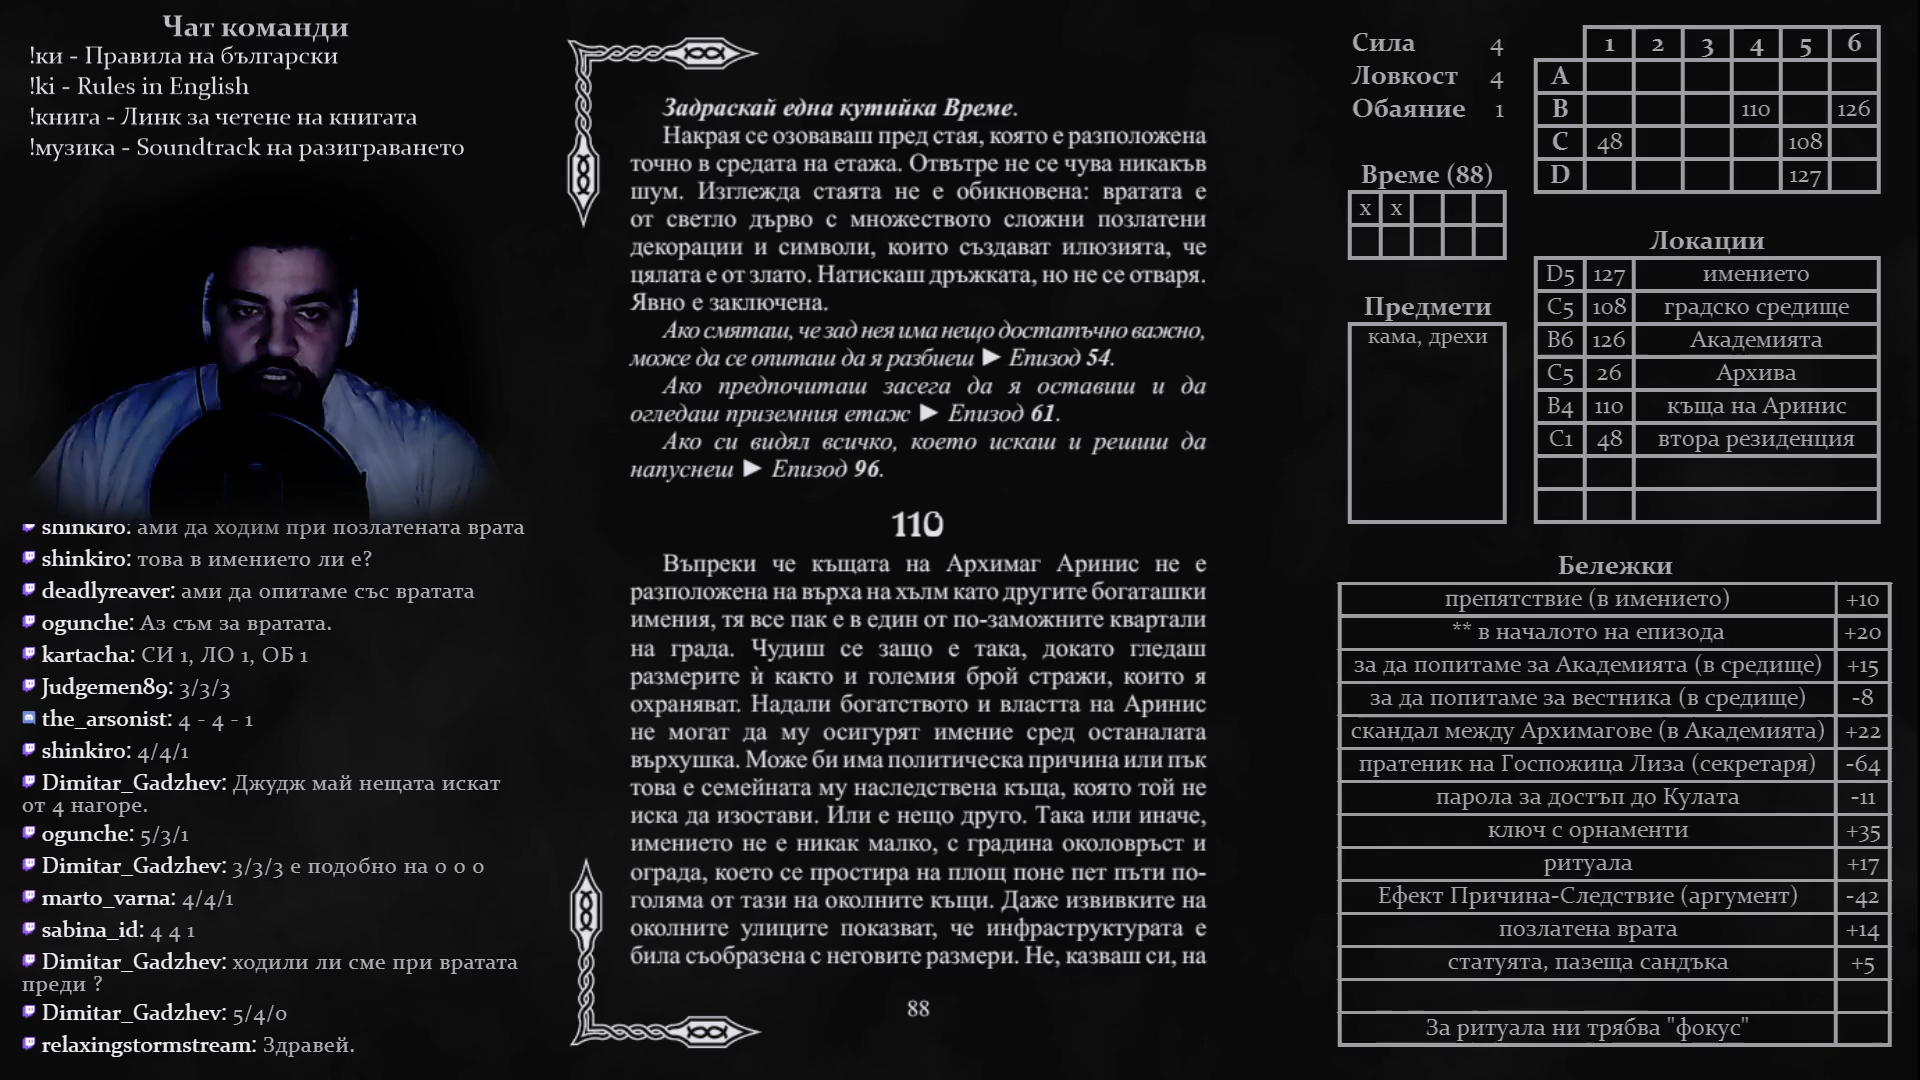 Чат команди
!ки - Правила на български
!ki - Rules in English
!книга - Линк за четене на книгата
!музика - Soundtrack на разиграването
shinkiro: ами да ходим при позлатената врата
shinkiro: това в имението ли е?
deadlyreaver: ами да опитаме със вратата
ogunche: Аз съм за вратата.
kartacha: СИ 1, ЛО 1, ОБ 1
Judgemen89: 3/3/3
the_arsonist: 4 - 4 - 1
shinkiro: 4/4/1
Dimitar_Gadzhev: Джудж май нещата искат
от 4 нагоре.
ogunche: 5/3/1
Dimitar_Gadzhev: 3/3/3 е подобно на 0 0 0
marto_varna: 4/4/1
sabina_id: 4 4 1
Dimitar_Gadzhev: ходили ли сме при вратата
преди ?
Dimitar_Gadzhev: 5/4/0
relaxingstormstream: Здравей.
Задраскай една кутийка Време.
Накрая се озоваваш пред стая, която е разположена
точно в средата на етажа. Отвътре не се чува никакъв
шум. Изглежда стаята не е обикновена: вратата е
от светло дърво с множеството сложни позлатени
декорации и символи, които създават илюзията, че
цялата е от злато. Натискаш дръжката, но не се отваря.
Явно е заключена.
Ако смяташ, че зад нея има нещо достатъчно важно,
може да се опиташ да я разбиеш ► Епизод 54.
Ако предпочиташ засега да я оставиш и да
огледаш приземния етаж ► Епизод 61.
Ако си видял всичко, което искаш и решиш да
напуснеш ► Епизод 96.
110
Въпреки че къщата на Архимаг Аринис не е
разположена на върха на хълм като другите богаташки
имения, тя все пак е в един от по-заможните квартали
на града. Чудиш се защо е така, докато гледаш
размерите ѝ както и големия брой стражи, които я
охраняват. Надали богатството и властта на Аринис
не могат да му осигурят имение сред останалата
върхушка. Може би има политическа причина или пък
това е семейната му наследствена къща, която той не
иска да изостави. Или е нещо друго. Така или иначе,
имението не е никак малко, с градина околовръст и
ограда, което се простира на площ поне пет пъти по-
голяма от тази на околните къщи. Даже извивките на
околните улиците показват, че инфраструктурата е
била съобразена с неговите размери. Не, казваш си, на
88
Сила 4
Ловкост 4
Обаяние 1
Време (88)
x x
Предмети
кама, дрехи
1 2 3 4 5 6
A
B 110 126
C 48 108
D 127
Локации
D5 127 имението
C5 108 градско средище
B6 126 Академията
C5 26 Архива
B4 110 къща на Аринис
C1 48 втора резиденция
Бележки
препятствие (в имението) +10
** в началото на епизода +20
за да попитаме за Академията (в средище) +15
за да попитаме за вестника (в средище) -8
скандал между Архимагове (в Академията) +22
пратеник на Госпожица Лиза (секретаря) -64
парола за достъп до Кулата -11
ключ с орнаменти +35
ритуала +17
Ефект Причина-Следствие (аргумент) -42
позлатена врата +14
статуята, пазеща сандъка +5
За ритуала ни трябва "фокус"